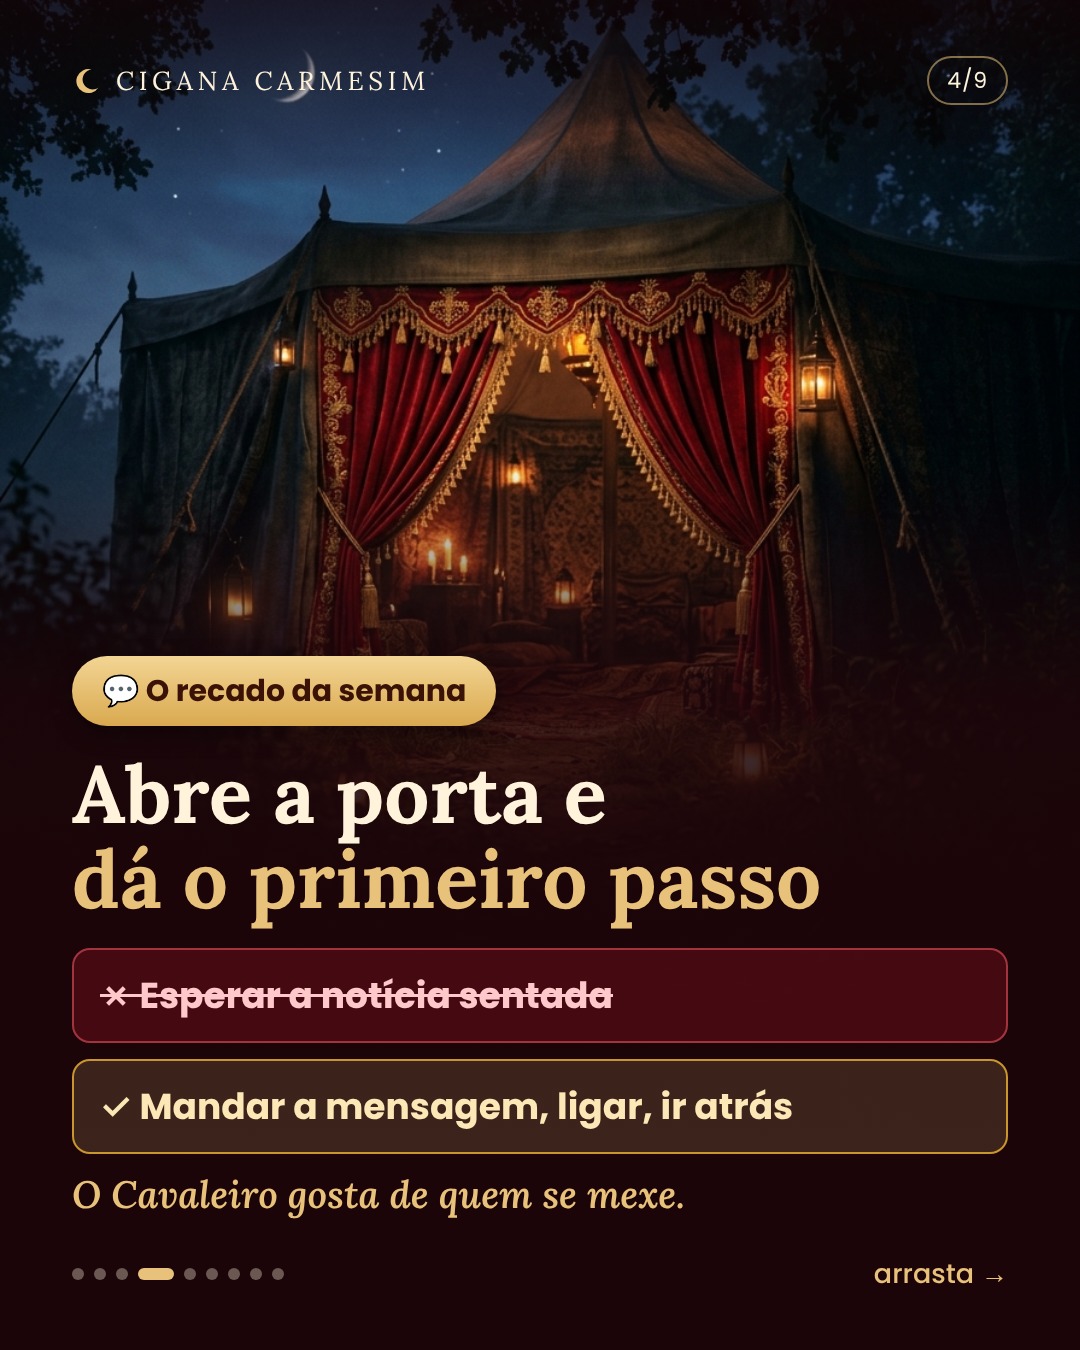 CIGANA CARMESIM
4/9
💬 O recado da semana
Abre a porta e
dá o primeiro passo
× Esperar a notícia sentada
✓ Mandar a mensagem, ligar, ir atrás
O Cavaleiro gosta de quem se mexe.
arrasta →